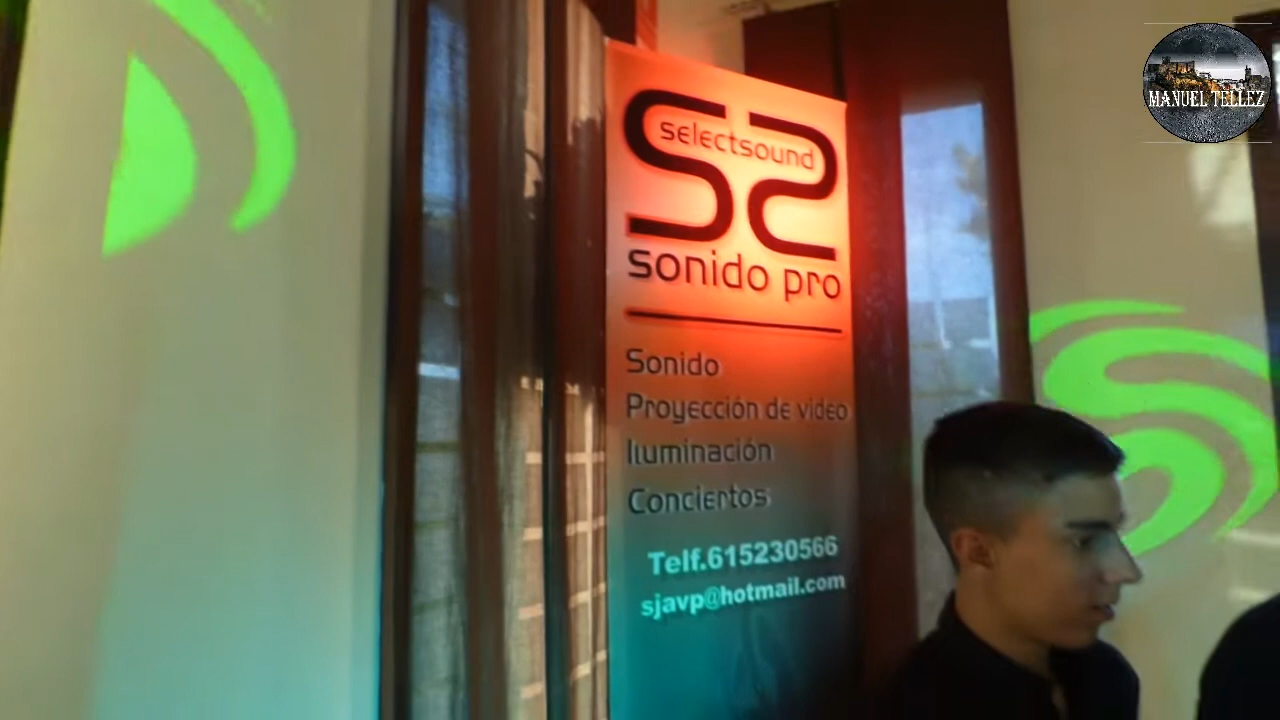 MANUEL TELLEZ
selectsound
sonido pro
Sonido
Proyección de video
Iluminación
Conciertos
Telf.615230566
sjavp@hotmail.com